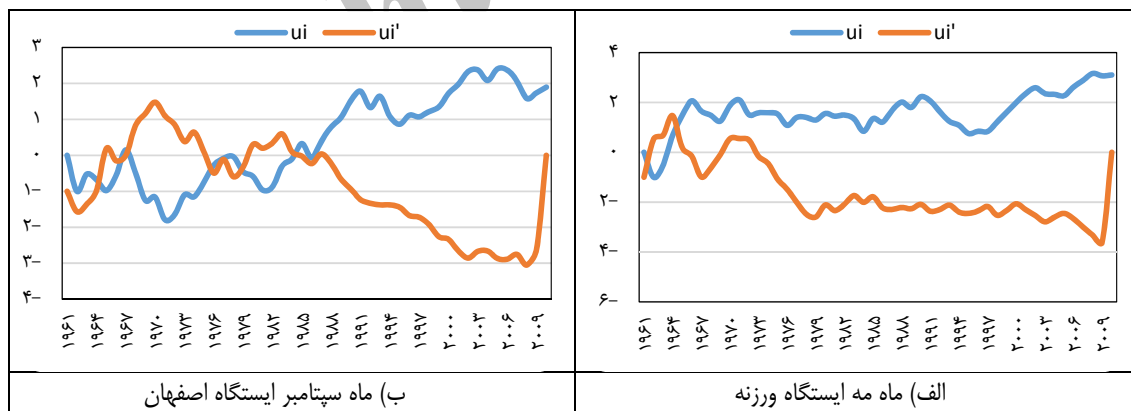 ui ui'
۴
۲
۰
۲−
۴−
۶−
۱۹۶۱ ۱۹۶۴ ۱۹۶۷ ۱۹۷۰ ۱۹۷۳ ۱۹۷۶ ۱۹۷۹ ۱۹۸۲ ۱۹۸۵ ۱۹۸۸ ۱۹۹۱ ۱۹۹۴ ۱۹۹۷ ۲۰۰۰ ۲۰۰۳ ۲۰۰۶ ۲۰۰۹
الف) ماه مه ایستگاه ورزنه
ui ui'
۳
۲
۱
۰
۱−
۲−
۳−
۴−
۱۹۶۱ ۱۹۶۴ ۱۹۶۷ ۱۹۷۰ ۱۹۷۳ ۱۹۷۶ ۱۹۷۹ ۱۹۸۲ ۱۹۸۵ ۱۹۸۸ ۱۹۹۱ ۱۹۹۴ ۱۹۹۷ ۲۰۰۰ ۲۰۰۳ ۲۰۰۶ ۲۰۰۹
ب) ماه سپتامبر ایستگاه اصفهان